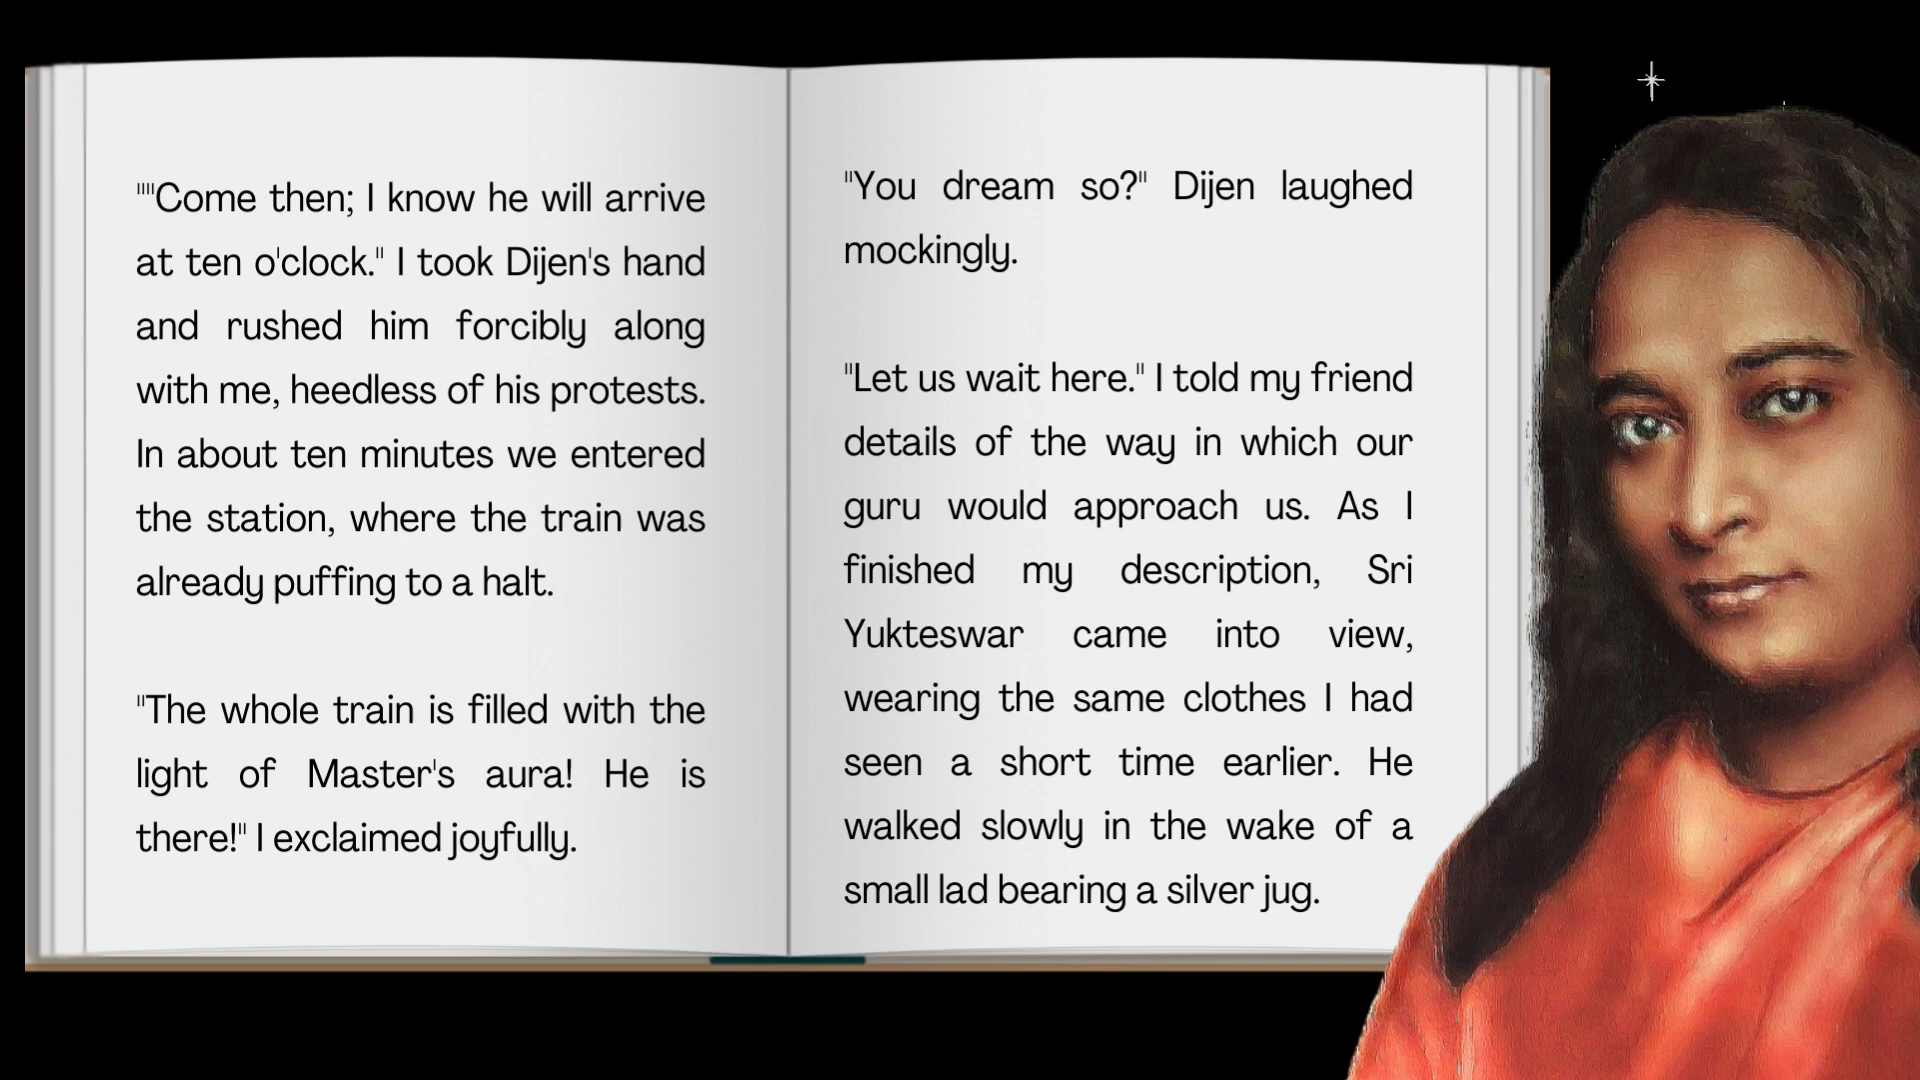 ""Come then; I know he will arrive
at ten o'clock." I took Dijen's hand
and rushed him forcibly along
with me, heedless of his protests.
In about ten minutes we entered
the station, where the train was
already puffing to a halt.
"The whole train is filled with the
light of Master's aura! He is
there!" I exclaimed joyfully.
"You dream so?" Dijen laughed
mockingly.
"Let us wait here." I told my friend
details of the way in which our
guru would approach us. As I
finished my description, Sri
Yukteswar came into view,
wearing the same clothes I had
seen a short time earlier. He
walked slowly in the wake of a
small lad bearing a silver jug.